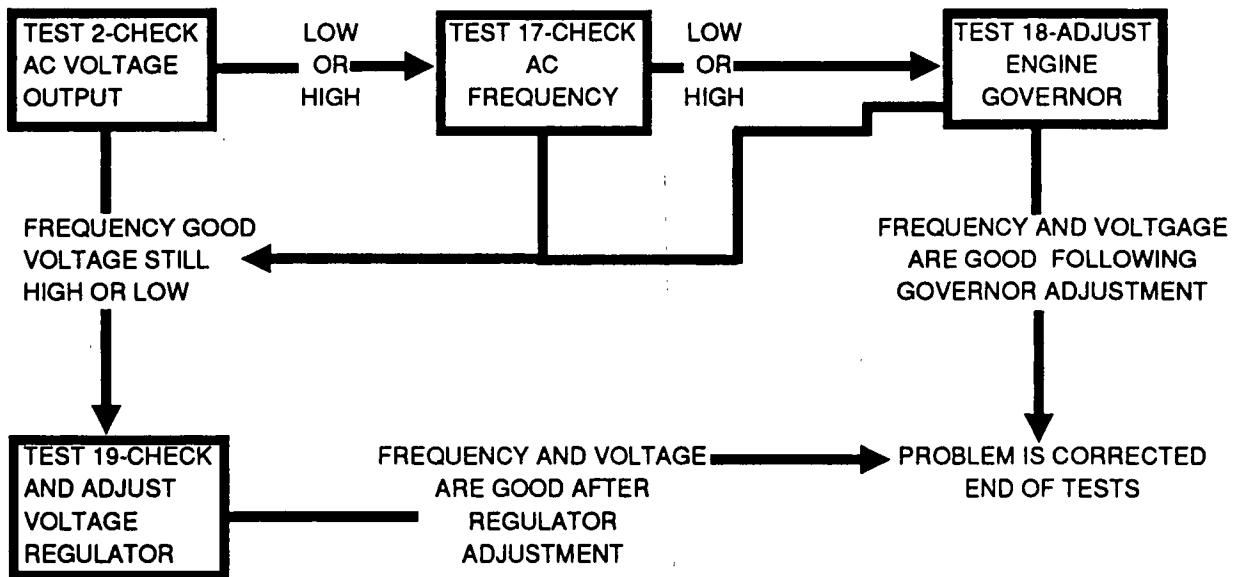 TEST 2-CHECK
AC VOLTAGE
OUTPUT
LOW
OR
HIGH
TEST 17-CHECK
AC
FREQUENCY
LOW
OR
HIGH
TEST 18-ADJUST
ENGINE
GOVERNOR
FREQUENCY GOOD
VOLTAGE STILL
HIGH OR LOW
FREQUENCY AND VOLTGAGE
ARE GOOD FOLLOWING
GOVERNOR ADJUSTMENT
TEST 19-CHECK
AND ADJUST
VOLTAGE
REGULATOR
FREQUENCY AND VOLTAGE
ARE GOOD AFTER
REGULATOR
ADJUSTMENT
PROBLEM IS CORRECTED
END OF TESTS